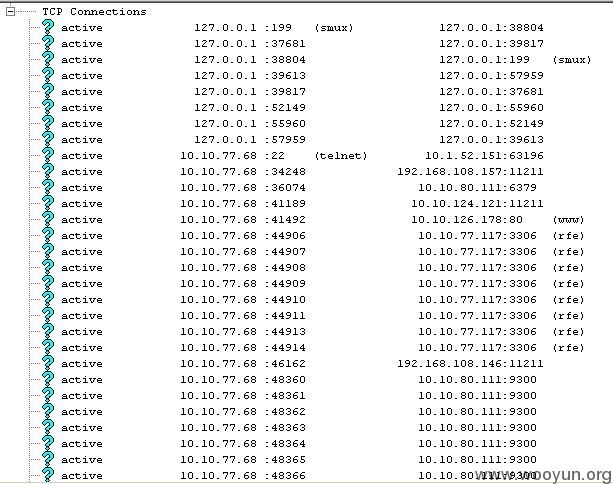 TCP Connections
active 127.0.0.1 :199 (smux) 127.0.0.1:38804
active 127.0.0.1 :37681 127.0.0.1:39817
active 127.0.0.1 :38804 127.0.0.1:199 (smux)
active 127.0.0.1 :39613 127.0.0.1:57959
active 127.0.0.1 :39817 127.0.0.1:37681
active 127.0.0.1 :52149 127.0.0.1:55960
active 127.0.0.1 :55960 127.0.0.1:52149
active 127.0.0.1 :57959 127.0.0.1:39613
active 10.10.77.68 :22 (telnet) 10.1.52.151:63196
active 10.10.77.68 :34248 192.168.108.157:11211
active 10.10.77.68 :36074 10.10.80.111:6379
active 10.10.77.68 :41189 10.10.124.121:11211
active 10.10.77.68 :41492 10.10.126.178:80 (www)
active 10.10.77.68 :44906 10.10.77.117:3306 (rfe)
active 10.10.77.68 :44907 10.10.77.117:3306 (rfe)
active 10.10.77.68 :44908 10.10.77.117:3306 (rfe)
active 10.10.77.68 :44909 10.10.77.117:3306 (rfe)
active 10.10.77.68 :44910 10.10.77.117:3306 (rfe)
active 10.10.77.68 :44911 10.10.77.117:3306 (rfe)
active 10.10.77.68 :44913 10.10.77.117:3306 (rfe)
active 10.10.77.68 :44914 10.10.77.117:3306 (rfe)
active 10.10.77.68 :46162 192.168.108.146:11211
active 10.10.77.68 :48360 10.10.80.111:9300
active 10.10.77.68 :48361 10.10.80.111:9300
active 10.10.77.68 :48362 10.10.80.111:9300
active 10.10.77.68 :48363 10.10.80.111:9300
active 10.10.77.68 :48364 10.10.80.111:9300
active 10.10.77.68 :48365 10.10.80.111:9300
active 10.10.77.68 :48366 10.10.80.111:9300
www.wooyun.org